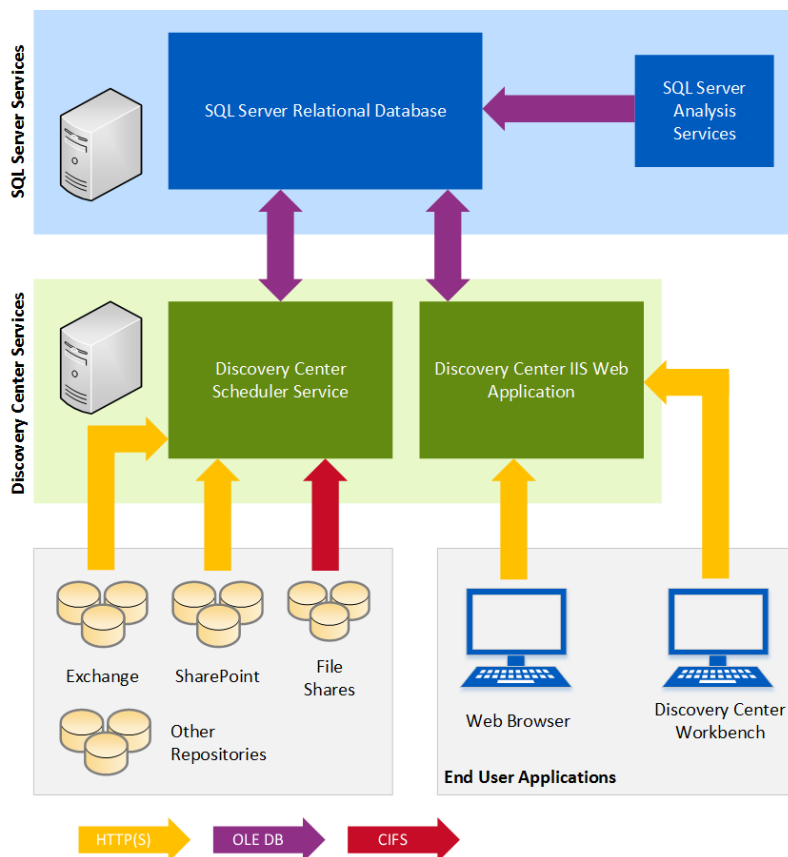 SQL Server Services
SQL Server Relational Database
SQL Server
Analysis
Services
Discovery Center Services
Discovery Center
Scheduler Service
Discovery Center IIS Web
Application
Exchange
SharePoint
File
Shares
Other
Repositories
Web Browser
Discovery Center
Workbench
End User Applications
HTTP(S)
OLE DB
CIFS